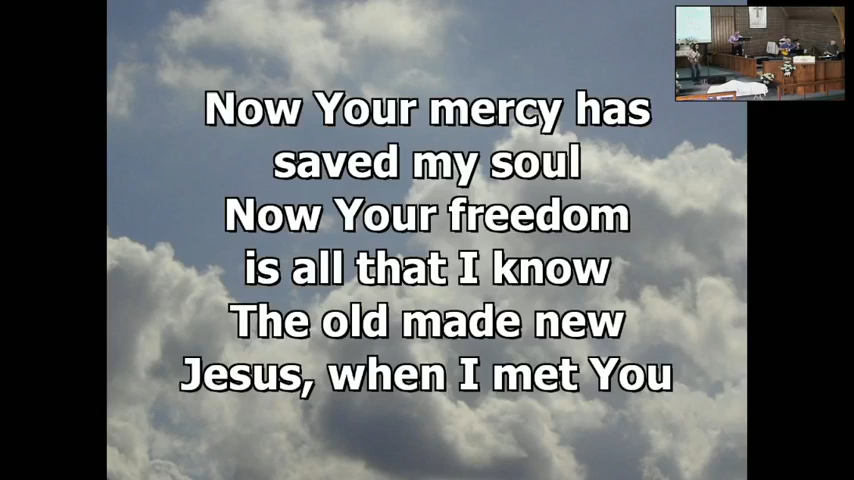 Now Your mercy has
saved my soul
Now Your freedom
is all that I know
The old made new
Jesus, when I met You